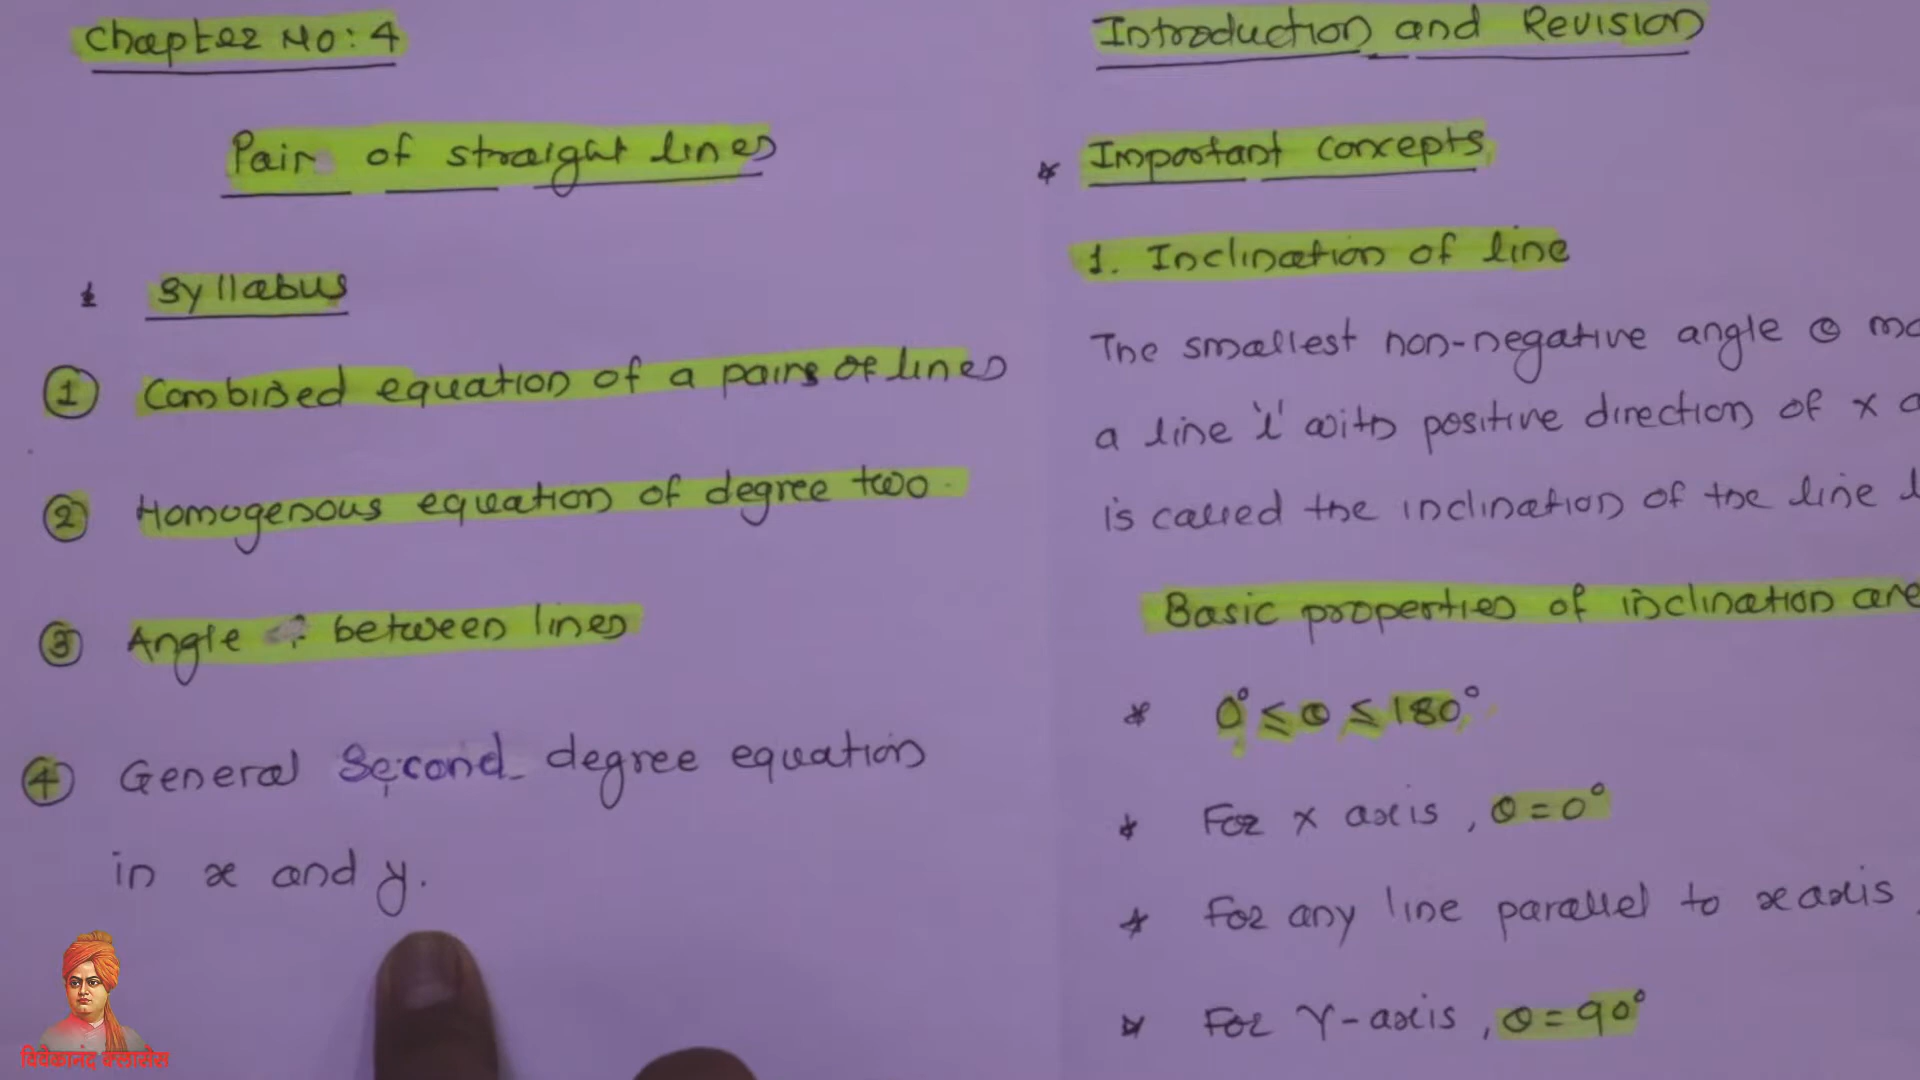 Chapter No: 4
Pair of straight lines
Syllabus
① Combined equation of a pairs of lines
② Homogenous equation of degree two.
③ Angle between lines
④ General Second degree equation
in x and y.
Introduction and Revision
* Important concepts
1. Inclination of line
The smallest non-negative angle θ
a line 'l' with positive direction of x
is called the inclination of the line l
Basic properties of inclination are
* 0° ≤ θ ≤ 180°
* For x axis, θ = 0°
* For any line parallel to x axis
* For Y-axis, θ = 90°
विवेकानंद क्लासेस